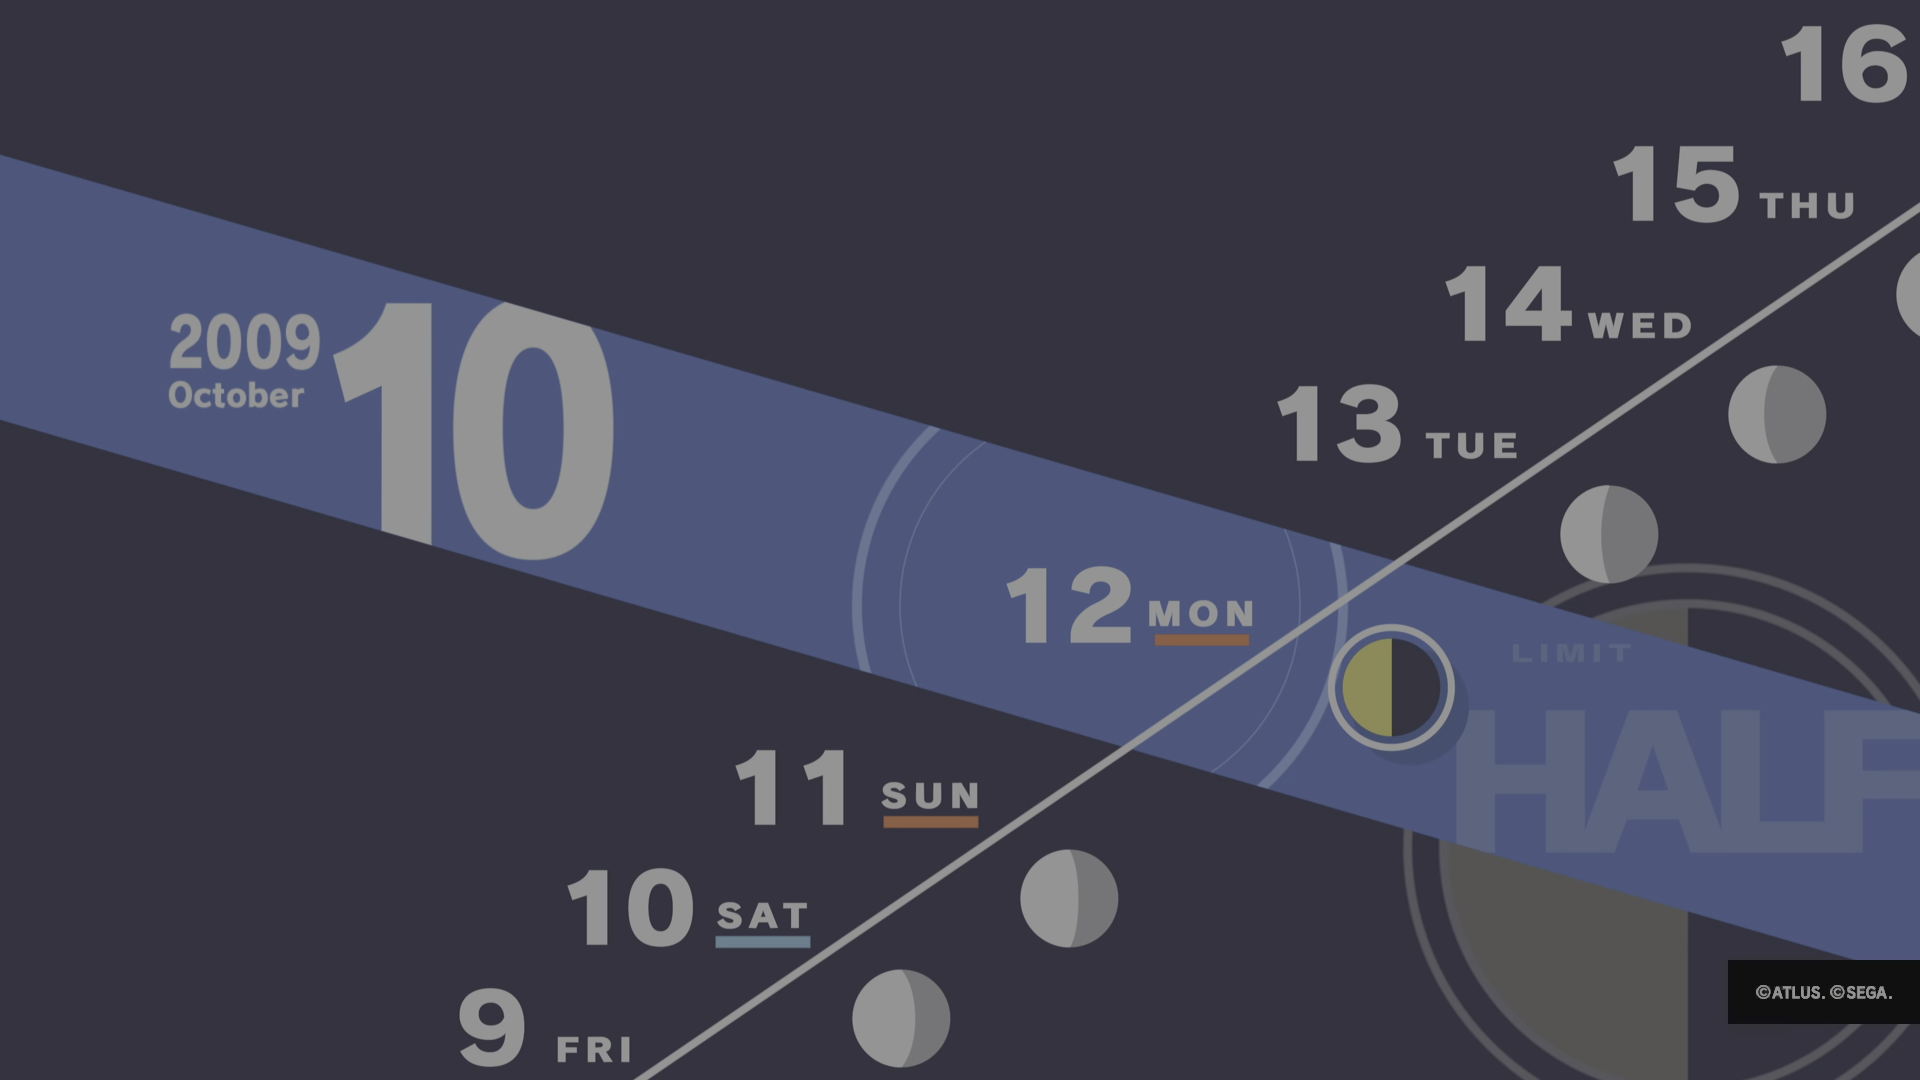 16
15 THU
14 WED
2009
October
10
13 TUE
12 MON
LIMIT
HALF
11 SUN
10 SAT
9 FRI
©ATLUS. ©SEGA.